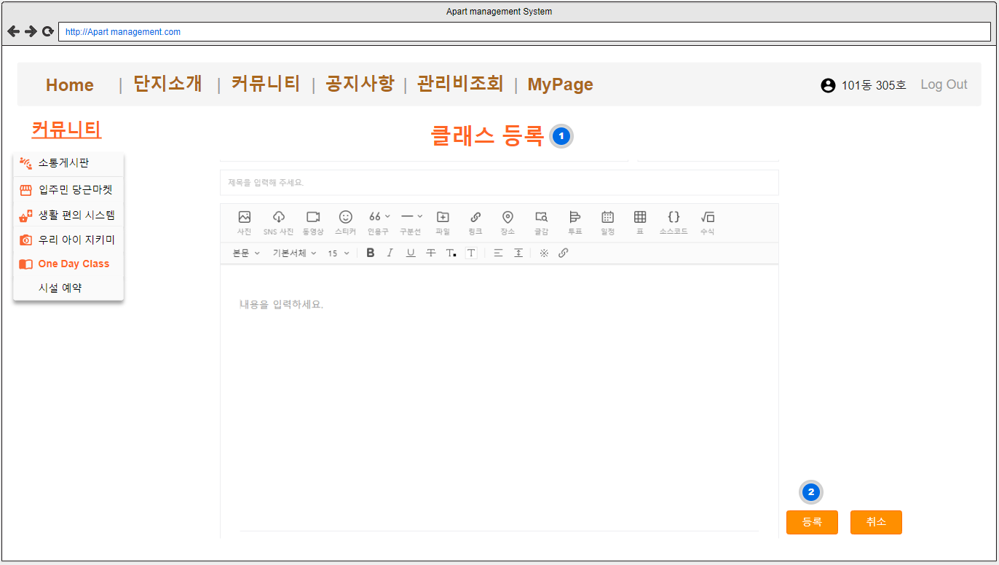 Apart management System
http://Apart management.com
Home | 단지소개 | 커뮤니티 | 공지사항 | 관리비조회 | MyPage
101동 305호 Log Out
커뮤니티
소통게시판
입주민 당근마켓
생활 편의 시스템
우리 아이 지키미
One Day Class
시설 예약
클래스 등록 1
제목을 입력해 주세요.
사진 SNS 사진 동영상 스티커 인용구 구분선 파일 링크 장소 글감 투표 일정 표 소스코드 수식
본문 기본서체 15 B I U T T T
내용을 입력하세요.
2
등록 취소